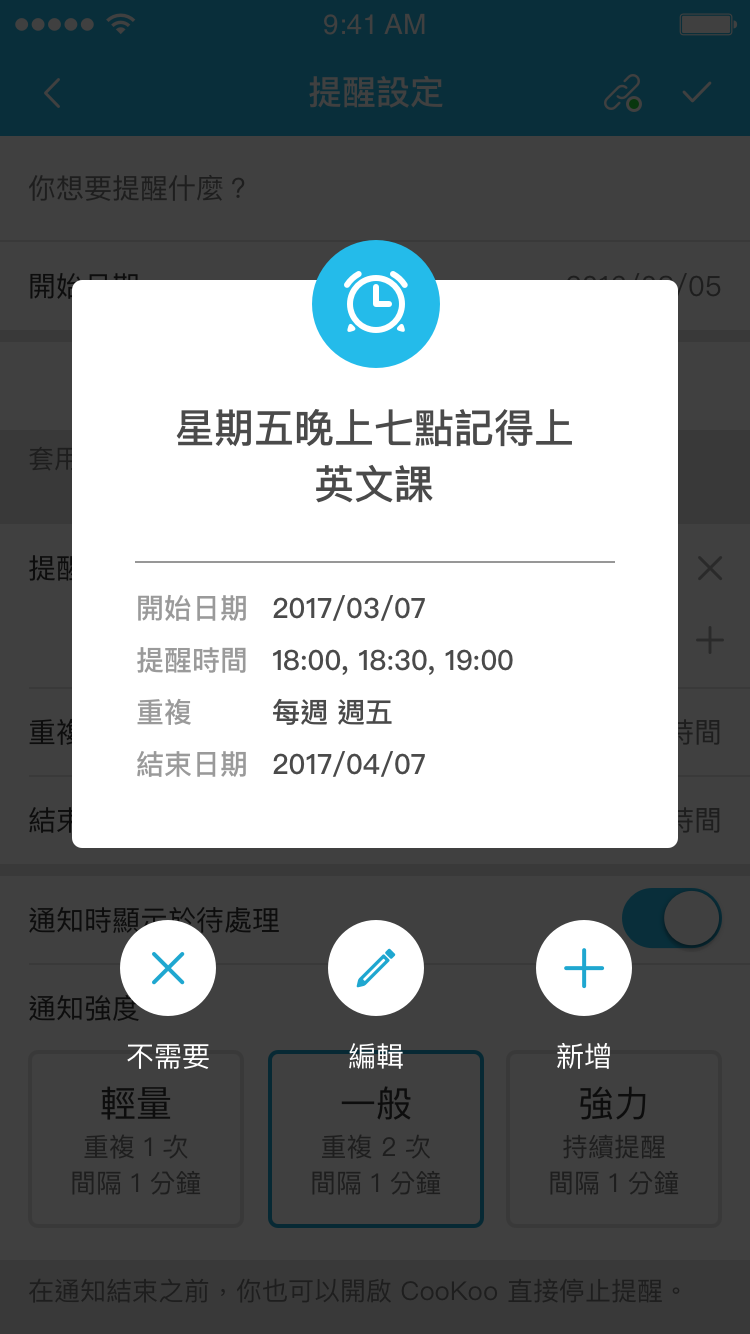 9:41 AM
提醒設定
你想要提醒什麼？
開始日期
/05
星期五晚上七點記得上
英文課
套用
提醒
開始日期 2017/03/07
提醒時間 18:00, 18:30, 19:00
重複 每週 週五
結束日期 2017/04/07
重複
時間
結束
時間
通知時顯示於待處理
通知強度
不需要
編輯
新增
輕量
重複 1 次
間隔 1 分鐘
一般
重複 2 次
間隔 1 分鐘
強力
持續提醒
間隔 1 分鐘
在通知結束之前，你也可以開啟 CooKoo 直接停止提醒。